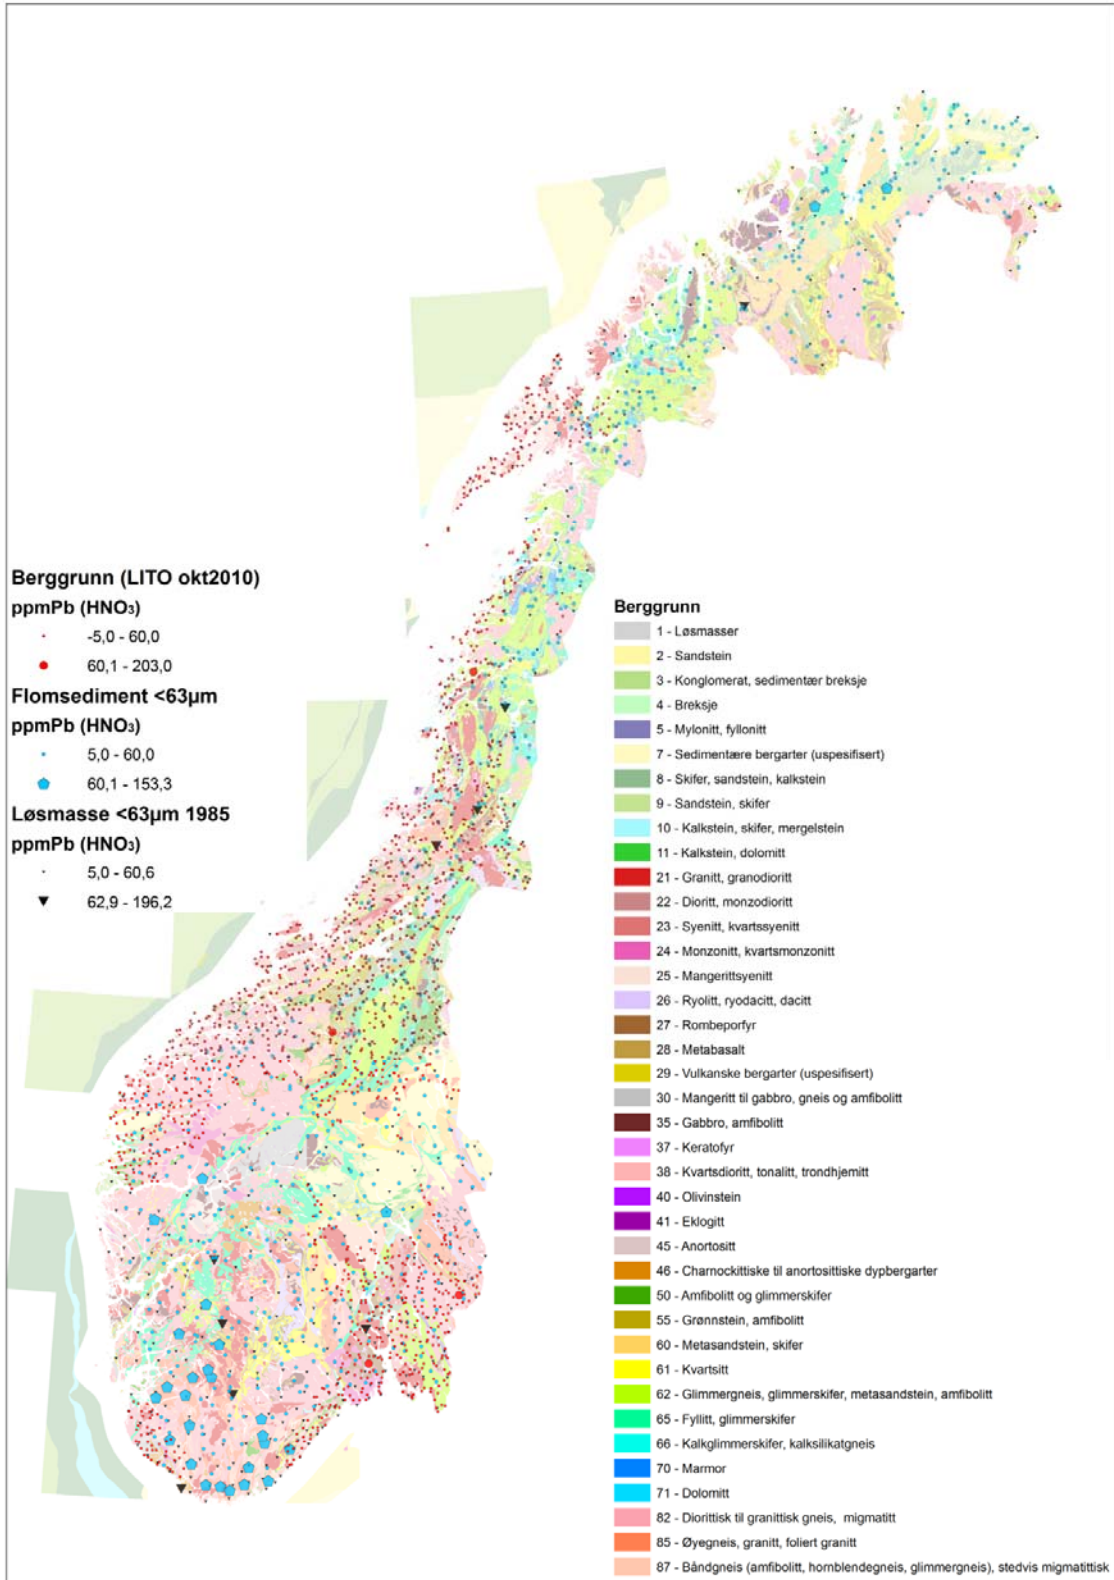 Berggrunn (LITO okt2010)
ppmPb (HNO₃)
-5,0 - 60,0
60,1 - 203,0
Flomsediment <63µm
ppmPb (HNO₃)
5,0 - 60,0
60,1 - 153,3
Løsmasse <63µm 1985
ppmPb (HNO₃)
5,0 - 60,6
62,9 - 196,2
Berggrunn
1 - Løsmasser
2 - Sandstein
3 - Konglomerat, sedimentær breksje
4 - Breksje
5 - Mylonitt, fyllonitt
7 - Sedimentære bergarter (uspesifisert)
8 - Skifer, sandstein, kalkstein
9 - Sandstein, skifer
10 - Kalkstein, skifer, mergelstein
11 - Kalkstein, dolomitt
21 - Granitt, granodioritt
22 - Dioritt, monzodioritt
23 - Syenitt, kvartssyenitt
24 - Monzonitt, kvartsmonzonitt
25 - Mangerittsyenitt
26 - Ryolitt, ryodacitt, dacitt
27 - Rombeporfyr
28 - Metabasalt
29 - Vulkanske bergarter (uspesifisert)
30 - Mangeritt til gabbro, gneis og amfibolitt
35 - Gabbro, amfibolitt
37 - Keratofyr
38 - Kvartsdioritt, tonalitt, trondhjemitt
40 - Olivinstein
41 - Eklogitt
45 - Anortositt
46 - Charnockittiske til anortosittiske dypbergarter
50 - Amfibolitt og glimmerskifer
55 - Grønnstein, amfibolitt
60 - Metasandstein, skifer
61 - Kvartsitt
62 - Glimmergneis, glimmerskifer, metasandstein, amfibolitt
65 - Fyllitt, glimmerskifer
66 - Kalkglimmerskifer, kalksilikatgneis
70 - Marmor
71 - Dolomitt
82 - Diorittisk til granittisk gneis, migmatitt
85 - Øyegneis, granitt, foliert granitt
87 - Båndgneis (amfibolitt, hornblendegneis, glimmergneis), stedvis migmatittisk